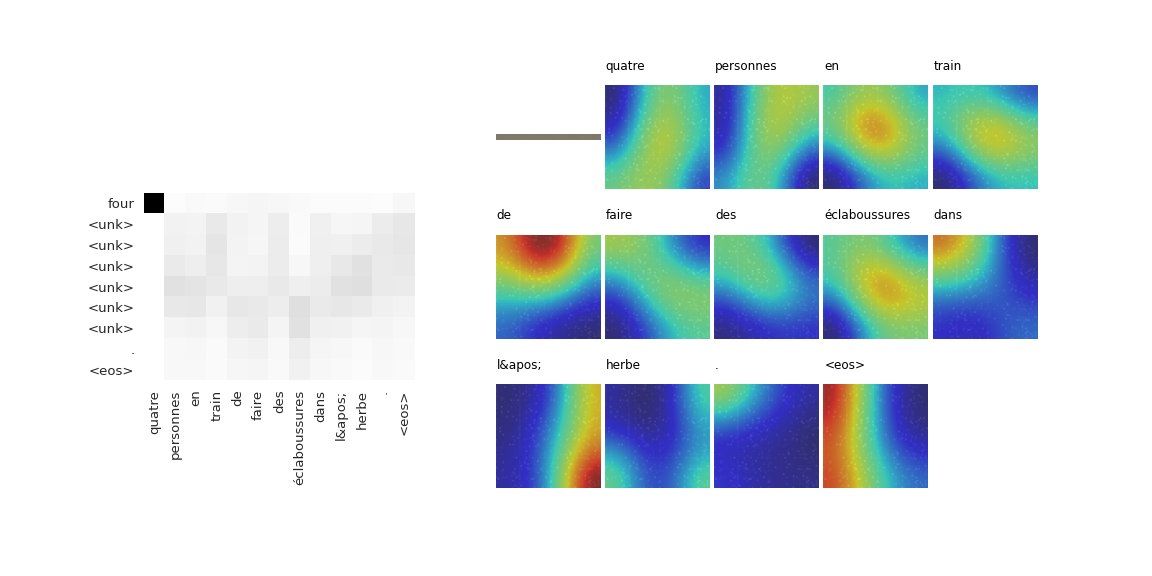 four
<unk>
<unk>
<unk>
<unk>
<unk>
<unk>
.
<eos>
quatre
personnes
en
train
de
faire
des
éclaboussures
dans
l&apos;
herbe
.
<eos>
quatre personnes en train
de faire des éclaboussures dans
l&apos; herbe . <eos>